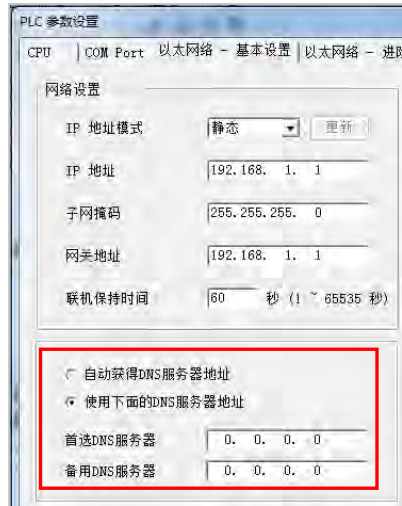 PLC 参数设置
CPU COM Port 以太网络 - 基本设置 以太网络 - 进阶
网络设置
IP 地址模式 静态 更新
IP 地址 192.168. 1. 1
子网掩码 255.255.255. 0
网关地址 192.168. 1. 1
联机保持时间 60 秒 (1 ~ 65535 秒)
自动获得DNS服务器地址
使用下面的DNS服务器地址
首选DNS服务器 0. 0. 0. 0
备用DNS服务器 0. 0. 0. 0